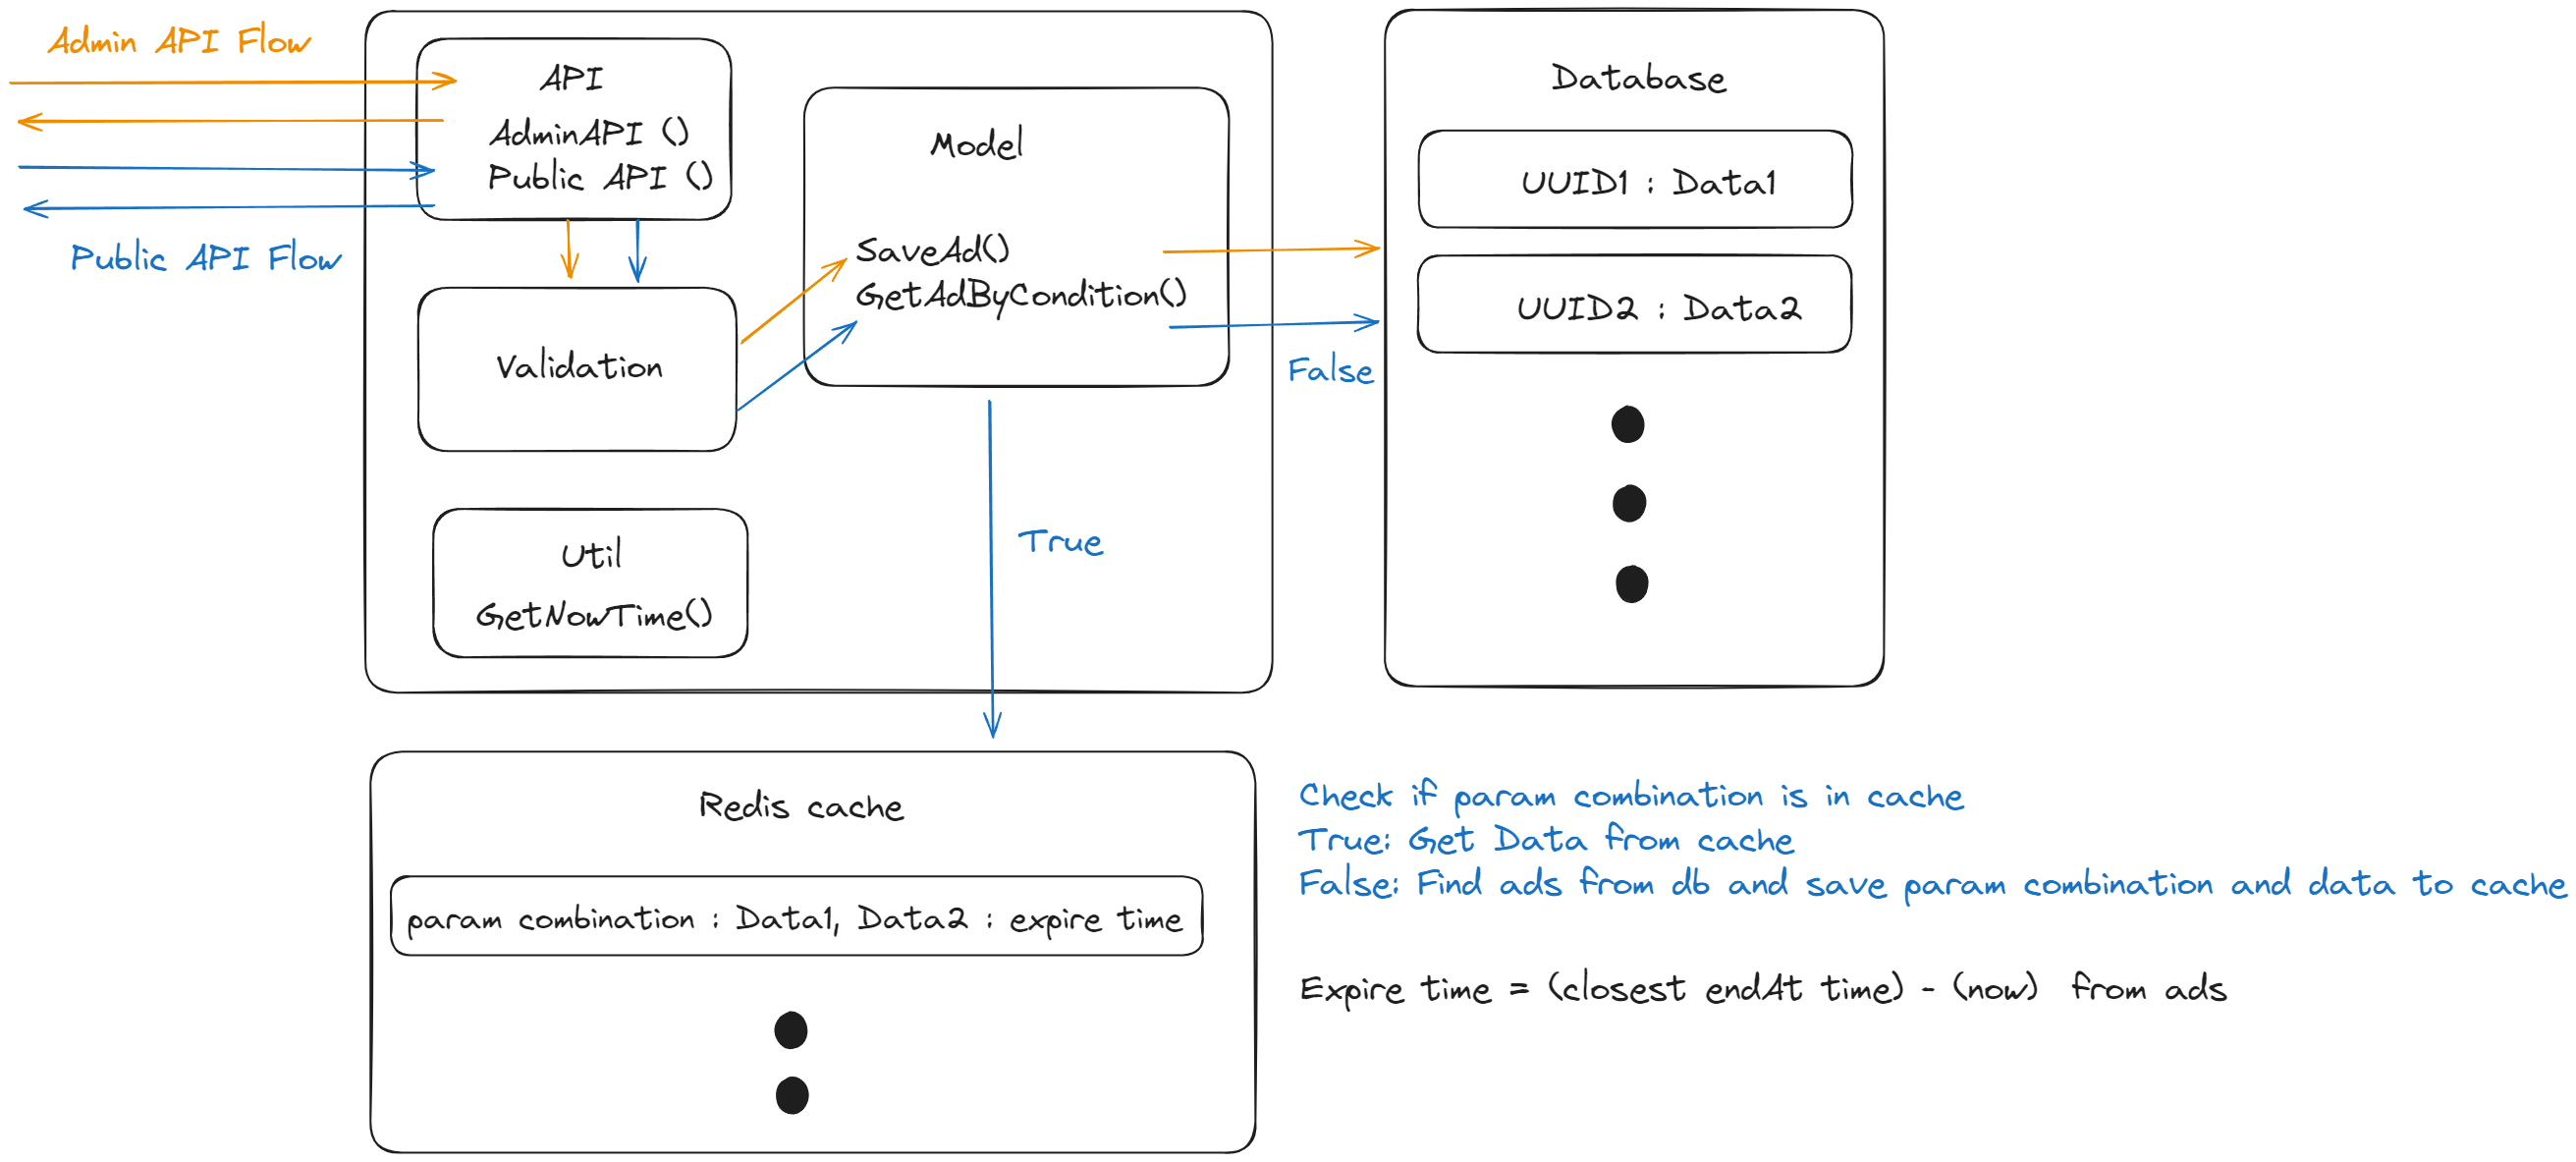 Admin API Flow
API
AdminAPI ()
Public API ()
Public API Flow
Validation
Util
GetNowTime()
Model
SaveAd()
GetAdByCondition()
False
True
Database
UUID1 : Data1
UUID2 : Data2
Redis cache
param combination : Data1, Data2 : expire time
Check if param combination is in cache
True: Get Data from cache
False: Find ads from db and save param combination and data to cache
Expire time = (closest endAt time) - (now) from ads